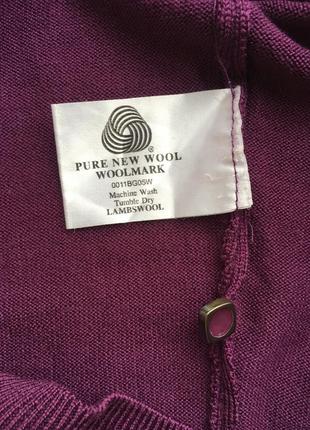 ®
PURE NEW WOOL
WOOLMARK
0011BG05W
Machine Wash
Tumble Dry
LAMBSWOOL